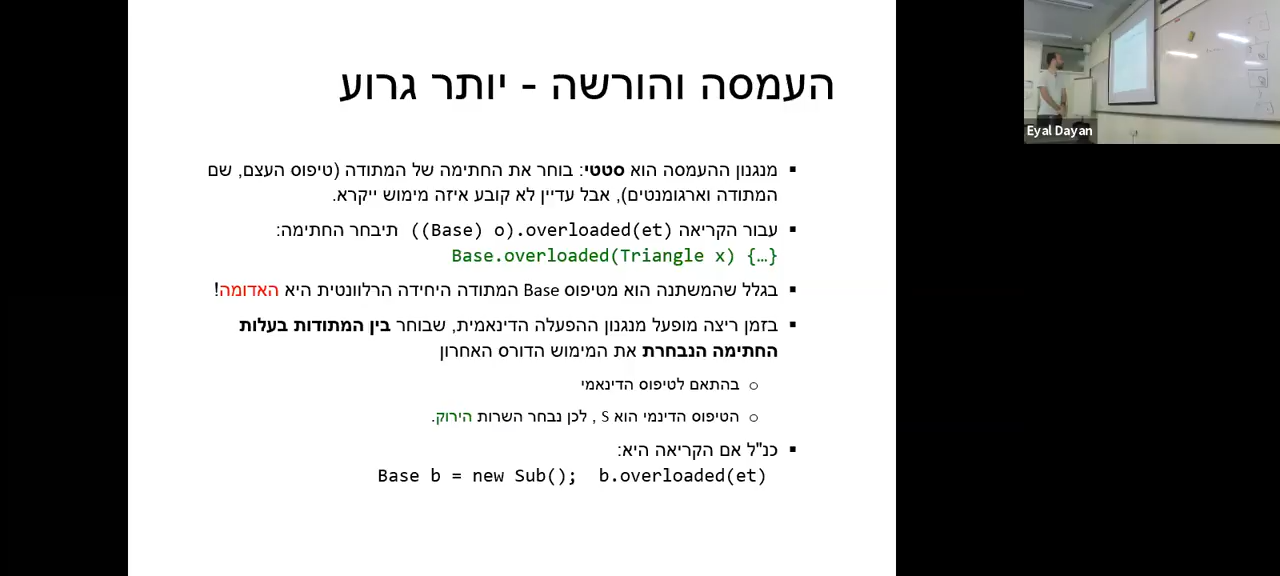 העמסה והורשה - יותר גרוע
מנגנון ההעמסה הוא סטטי: בוחר את החתימה של המתודה (טיפוס העצם, שם
המתודה וארגומנטים), אבל עדיין לא קובע איזה מימוש ייקרא.
עבור הקריאה ((Base) o).overloaded(et) תיבחר החתימה:
Base.overloaded(Triangle x) {…}
בגלל שהמשתנה הוא מטיפוס Base המתודה היחידה הרלוונטית היא האדומה!
בזמן ריצה מופעל מנגנון ההפעלה הדינאמית, שבוחר בין המתודות בעלות
החתימה הנבחרת את המימוש הדורס האחרון
בהתאם לטיפוס הדינאמי
הטיפוס הדינמי הוא S , לכן נבחר השרות הירוק.
כנ"ל אם הקריאה היא:
Base b = new Sub(); b.overloaded(et)
Eyal Dayan